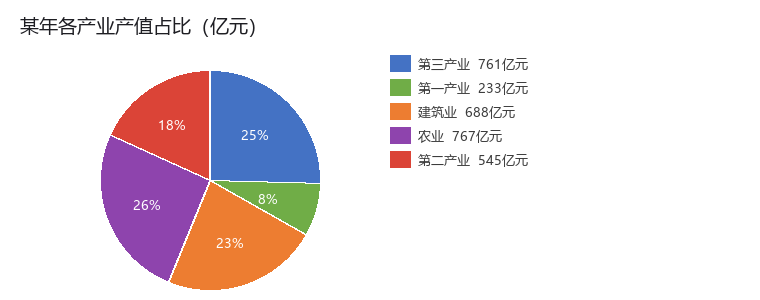 某年各产业产值占比（亿元）
第三产业 761亿元
第一产业 233亿元
建筑业 688亿元
农业 767亿元
第二产业 545亿元
18%
25%
26%
8%
23%